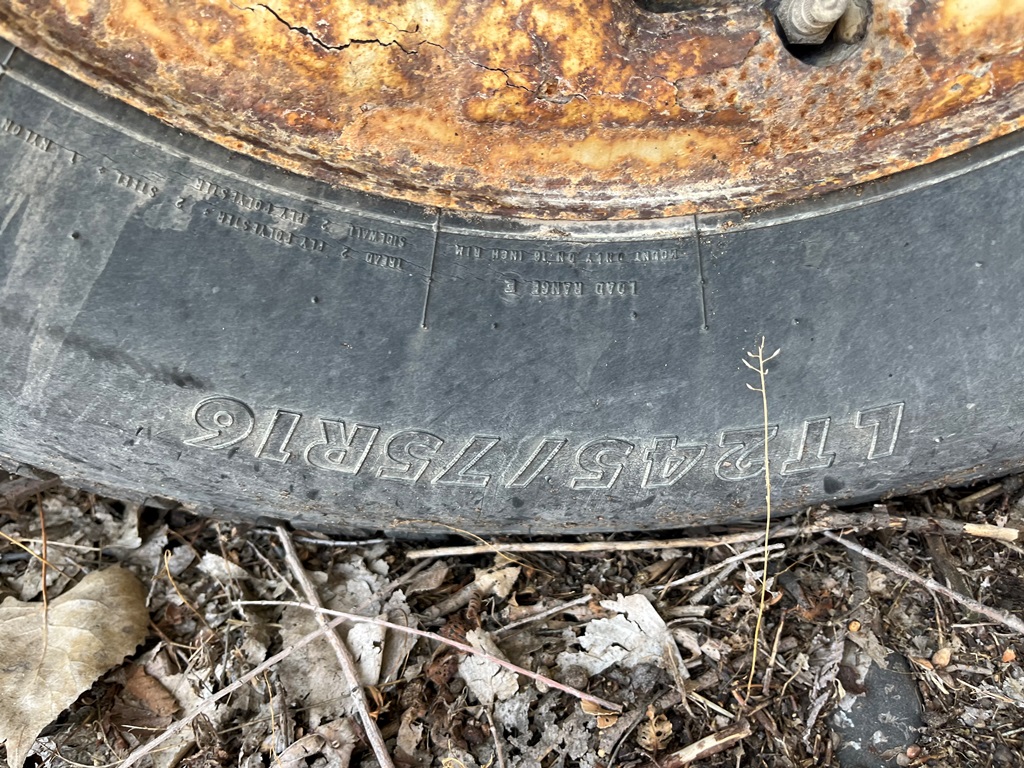 LT245/75R16
LOAD RANGE E
MOUNT ONLY ON 16 INCH RIM
TREAD 2 PLY POLYESTER + 2 STEEL + 1 NYLON
SIDEWALL 2 PLY POLYESTER